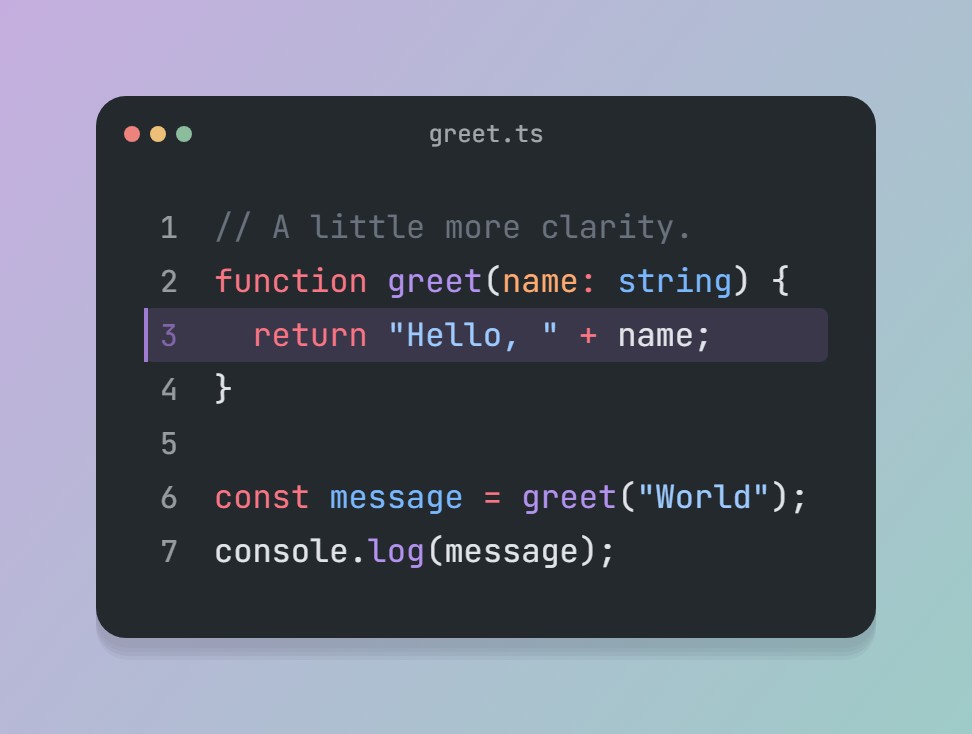 greet.ts
1 // A little more clarity.
2 function greet(name: string) {
3   return "Hello, " + name;
4 }
5
6 const message = greet("World");
7 console.log(message);